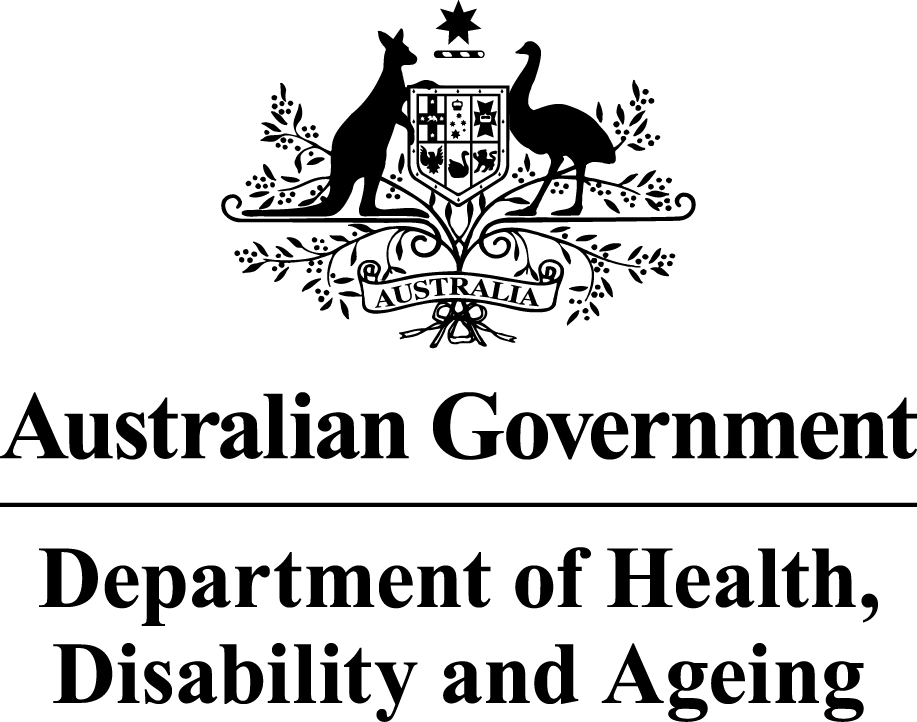 AUSTRALIA
Australian Government
Department of Health,
Disability and Ageing